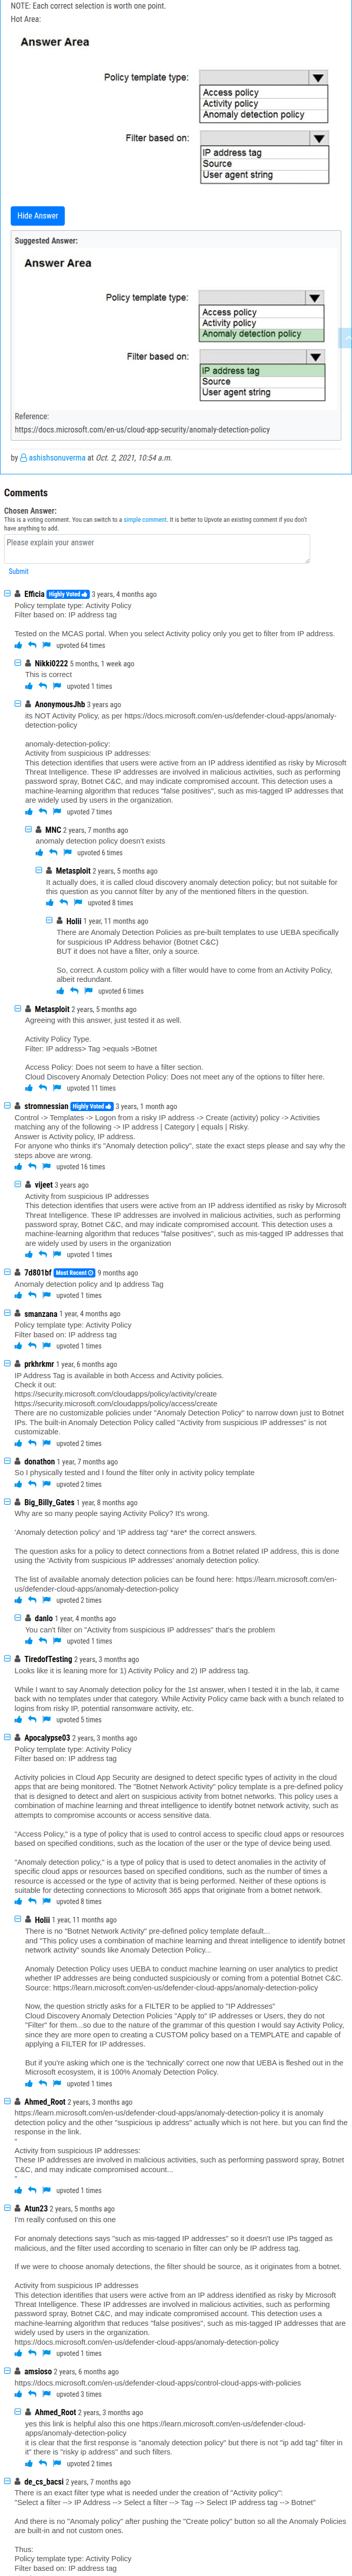 NOTE: Each correct selection is worth one point.
Hot Area:
Answer Area
Policy template type:
Access policy
Activity policy
Anomaly detection policy
Filter based on:
IP address tag
Source
User agent string
Hide Answer
Suggested Answer:
Answer Area
Policy template type:
Access policy
Activity policy
Anomaly detection policy
Filter based on:
IP address tag
Source
User agent string
Reference:
https://docs.microsoft.com/en-us/cloud-app-security/anomaly-detection-policy
by ashishsonuverma at Oct. 2, 2021, 10:54 a.m.
Comments
Chosen Answer:
This is a voting comment. You can switch to a simple comment. It is better to Upvote an existing comment if you don't
have anything to add.
Please explain your answer
Submit
Efficia Highly Voted 3 years, 4 months ago
Policy template type: Activity Policy
Filter based on: IP address tag
Tested on the MCAS portal. When you select Activity policy only you get to filter from IP address.
upvoted 64 times
Nikki0222 5 months, 1 week ago
This is correct
upvoted 1 times
AnonymousJhb 3 years ago
its NOT Activity Policy, as per https://docs.microsoft.com/en-us/defender-cloud-apps/anomaly-
detection-policy
anomaly-detection-policy:
Activity from suspicious IP addresses:
This detection identifies that users were active from an IP address identified as risky by Microsoft
Threat Intelligence. These IP addresses are involved in malicious activities, such as performing
password spray, Botnet C&C, and may indicate compromised account. This detection uses a
machine-learning algorithm that reduces "false positives", such as mis-tagged IP addresses that
are widely used by users in the organization.
upvoted 7 times
MNC 2 years, 7 months ago
anomaly detection policy doesn't exists
upvoted 6 times
Metasploit 2 years, 5 months ago
It actually does, it is called cloud discovery anomaly detection policy; but not suitable for
this question as you cannot filter by any of the mentioned filters in the question.
upvoted 8 times
Holii 1 year, 11 months ago
There are Anomaly Detection Policies as pre-built templates to use UEBA specifically
for suspicious IP Address behavior (Botnet C&C)
BUT it does not have a filter, only a source.
So, correct. A custom policy with a filter would have to come from an Activity Policy,
albeit redundant.
upvoted 6 times
Metasploit 2 years, 5 months ago
Agreeing with this answer, just tested it as well.
Activity Policy Type.
Filter: IP address> Tag >equals >Botnet
Access Policy: Does not seem to have a filter section.
Cloud Discovery Anomaly Detection Policy: Does not meet any of the options to filter here.
upvoted 11 times
stromnessian Highly Voted 3 years, 1 month ago
Control -> Templates -> Logon from a risky IP address -> Create (activity) policy -> Activities
matching any of the following -> IP address | Category | equals | Risky.
Answer is Activity policy, IP address.
For anyone who thinks it's "Anomaly detection policy", state the exact steps please and say why the
steps above are wrong.
upvoted 16 times
vijeet 3 years ago
Activity from suspicious IP addresses
This detection identifies that users were active from an IP address identified as risky by Microsoft
Threat Intelligence. These IP addresses are involved in malicious activities, such as performing
password spray, Botnet C&C, and may indicate compromised account. This detection uses a
machine-learning algorithm that reduces "false positives", such as mis-tagged IP addresses that
are widely used by users in the organization
upvoted 1 times
7d801bf Most Recent 9 months ago
Anomaly detection policy and Ip address Tag
upvoted 1 times
smanzana 1 year, 4 months ago
Policy template type: Activity Policy
Filter based on: IP address tag
upvoted 1 times
prkhrkmr 1 year, 6 months ago
IP Address Tag is available in both Access and Activity policies.
Check it out:
https://security.microsoft.com/cloudapps/policy/activity/create
https://security.microsoft.com/cloudapps/policy/access/create
There are no customizable policies under "Anomaly Detection Policy" to narrow down just to Botnet
IPs. The built-in Anomaly Detection Policy called "Activity from suspicious IP addresses" is not
customizable.
upvoted 2 times
donathon 1 year, 7 months ago
So I physically tested and I found the filter only in activity policy template
upvoted 2 times
Big_Billy_Gates 1 year, 8 months ago
Why are so many people saying Activity Policy? It's wrong.
'Anomaly detection policy' and 'IP address tag' *are* the correct answers.
The question asks for a policy to detect connections from a Botnet related IP address, this is done
using the 'Activity from suspicious IP addresses' anomaly detection policy.
The list of available anomaly detection policies can be found here: https://learn.microsoft.com/en-
us/defender-cloud-apps/anomaly-detection-policy
upvoted 2 times
danlo 1 year, 4 months ago
You can't filter on "Activity from suspicious IP addresses" that's the problem
upvoted 1 times
TiredofTesting 2 years, 3 months ago
Looks like it is leaning more for 1) Activity Policy and 2) IP address tag.
While I want to say Anomaly detection policy for the 1st answer, when I tested it in the lab, it came
back with no templates under that category. While Activity Policy came back with a bunch related to
logins from risky IP, potential ransomware activity, etc.
upvoted 5 times
Apocalypse03 2 years, 3 months ago
Policy template type: Activity Policy
Filter based on: IP address tag
Activity policies in Cloud App Security are designed to detect specific types of activity in the cloud
apps that are being monitored. The "Botnet Network Activity" policy template is a pre-defined policy
that is designed to detect and alert on suspicious activity from botnet networks. This policy uses a
combination of machine learning and threat intelligence to identify botnet network activity, such as
attempts to compromise accounts or access sensitive data.
"Access Policy," is a type of policy that is used to control access to specific cloud apps or resources
based on specified conditions, such as the location of the user or the type of device being used.
"Anomaly detection policy," is a type of policy that is used to detect anomalies in the activity of
specific cloud apps or resources based on specified conditions, such as the number of times a
resource is accessed or the type of activity that is being performed. Neither of these options is
suitable for detecting connections to Microsoft 365 apps that originate from a botnet network.
upvoted 8 times
Holii 1 year, 11 months ago
There is no "Botnet Network Activity" pre-defined policy template default...
and "This policy uses a combination of machine learning and threat intelligence to identify botnet
network activity" sounds like Anomaly Detection Policy...
Anomaly Detection Policy uses UEBA to conduct machine learning on user analytics to predict
whether IP addresses are being conducted suspiciously or coming from a potential Botnet C&C.
Source: https://learn.microsoft.com/en-us/defender-cloud-apps/anomaly-detection-policy
Now, the question strictly asks for a FILTER to be applied to "IP Addresses"
Cloud Discovery Anomaly Detection Policies "Apply to" IP addresses or Users, they do not
"Filter" for them...so due to the nature of the grammar of this question I would say Activity Policy,
since they are more open to creating a CUSTOM policy based on a TEMPLATE and capable of
applying a FILTER for IP addresses.
But if you're asking which one is the 'technically' correct one now that UEBA is fleshed out in the
Microsoft ecosystem, it is 100% Anomaly Detection Policy.
upvoted 1 times
Ahmed_Root 2 years, 3 months ago
https://learn.microsoft.com/en-us/defender-cloud-apps/anomaly-detection-policy it is anomaly
detection policy and the other "suspicious ip address" actually which is not here. but you can find the
response in the link.
"
Activity from suspicious IP addresses:
These IP addresses are involved in malicious activities, such as performing password spray, Botnet
C&C, and may indicate compromised account...
"
upvoted 1 times
Atun23 2 years, 5 months ago
I'm really confused on this one
For anomaly detections says "such as mis-tagged IP addresses" so it doesn't use IPs tagged as
malicious, and the filter used according to scenario in filter can only be IP address tag.
If we were to choose anomaly detections, the filter should be source, as it originates from a botnet.
Activity from suspicious IP addresses
This detection identifies that users were active from an IP address identified as risky by Microsoft
Threat Intelligence. These IP addresses are involved in malicious activities, such as performing
password spray, Botnet C&C, and may indicate compromised account. This detection uses a
machine-learning algorithm that reduces "false positives", such as mis-tagged IP addresses that are
widely used by users in the organization.
https://docs.microsoft.com/en-us/defender-cloud-apps/anomaly-detection-policy
upvoted 1 times
amsioso 2 years, 6 months ago
https://docs.microsoft.com/en-us/defender-cloud-apps/control-cloud-apps-with-policies
upvoted 3 times
Ahmed_Root 2 years, 3 months ago
yes this link is helpful also this one https://learn.microsoft.com/en-us/defender-cloud-
apps/anomaly-detection-policy
it is clear that the first response is "anomaly detection policy" but there is not "ip add tag" filter in
it" there is "risky ip address" and such filters.
upvoted 2 times
de_cs_bacsi 2 years, 7 months ago
There is an exact filter type what is needed under the creation of "Activity policy":
"Select a filter --> IP Address --> Select a filter --> Tag --> Select IP address tag --> Botnet"
And there is no "Anomaly policy" after pushing the "Create policy" button so all the Anomaly Policies
are built-in and not custom ones.
Thus:
Policy template type: Activity Policy
Filter based on: IP address tag